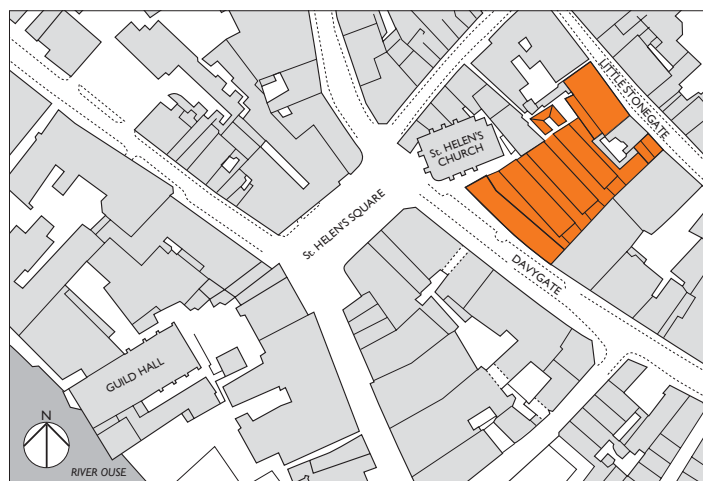 LITTLE STONEGATE
St. HELEN'S
CHURCH
St. HELEN'S SQUARE
DAVYGATE
GUILD HALL
N
RIVER OUSE